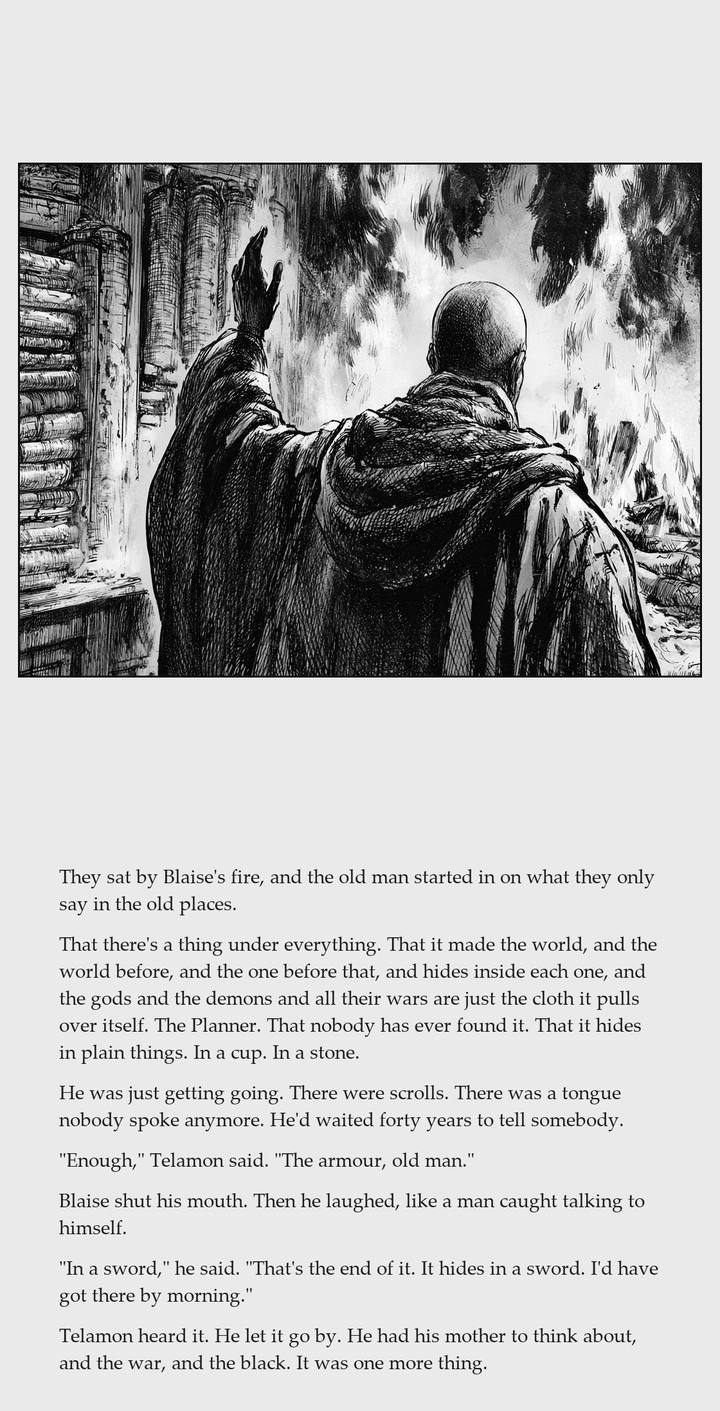 They sat by Blaise's fire, and the old man started in on what they only
say in the old places.
That there's a thing under everything. That it made the world, and the
world before, and the one before that, and hides inside each one, and
the gods and the demons and all their wars are just the cloth it pulls
over itself. The Planner. That nobody has ever found it. That it hides
in plain things. In a cup. In a stone.
He was just getting going. There were scrolls. There was a tongue
nobody spoke anymore. He'd waited forty years to tell somebody.
"Enough," Telamon said. "The armour, old man."
Blaise shut his mouth. Then he laughed, like a man caught talking to
himself.
"In a sword," he said. "That's the end of it. It hides in a sword. I'd have
got there by morning."
Telamon heard it. He let it go by. He had his mother to think about,
and the war, and the black. It was one more thing.